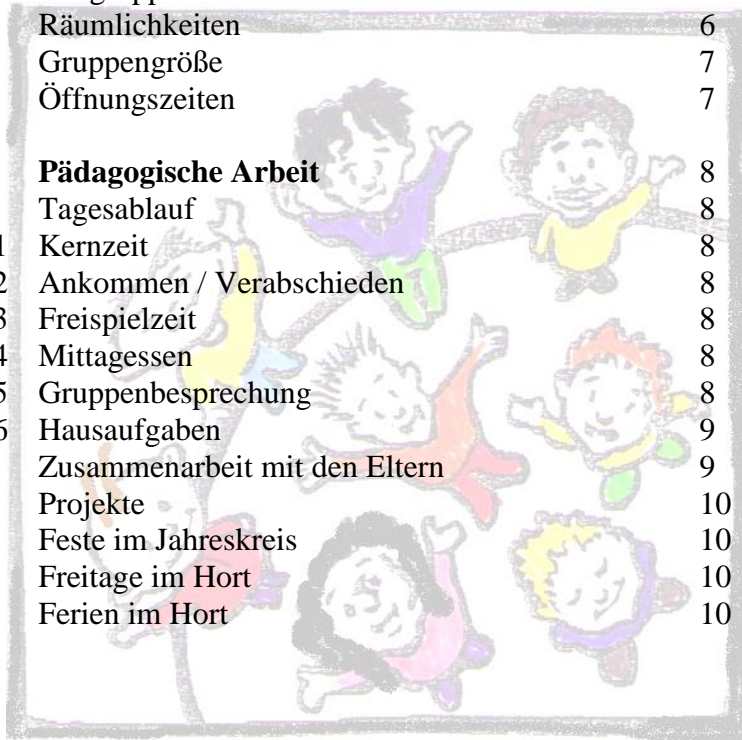 Räumlichkeiten 6
Gruppengröße 7
Öffnungszeiten 7
Pädagogische Arbeit 8
Tagesablauf 8
1 Kernzeit 8
2 Ankommen / Verabschieden 8
3 Freispielzeit 8
4 Mittagessen 8
5 Gruppenbesprechung 8
6 Hausaufgaben 9
Zusammenarbeit mit den Eltern 9
Projekte 10
Feste im Jahreskreis 10
Freitage im Hort 10
Ferien im Hort 10